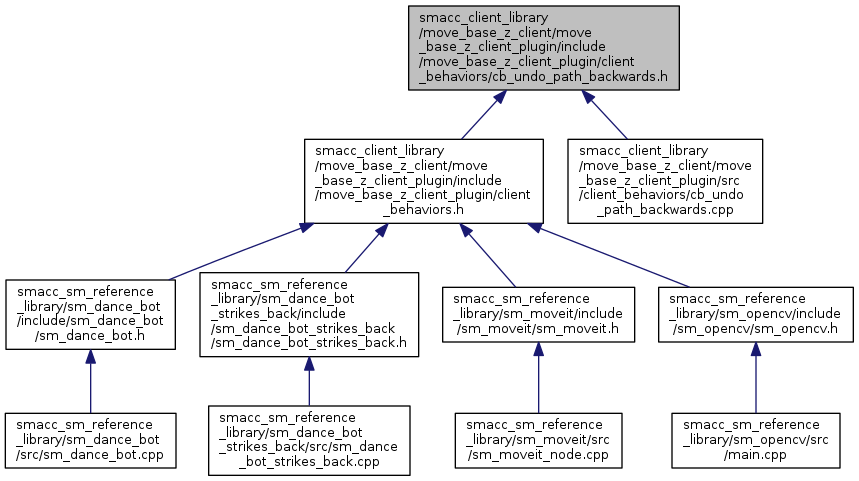 smacc_client_library
/move_base_z_client/move
_base_z_client_plugin/include
/move_base_z_client_plugin/client
_behaviors/cb_undo_path_backwards.h
smacc_client_library
/move_base_z_client/move
_base_z_client_plugin/include
/move_base_z_client_plugin/client
_behaviors.h
smacc_client_library
/move_base_z_client/move
_base_z_client_plugin/src
/client_behaviors/cb_undo
_path_backwards.cpp
smacc_sm_reference
_library/sm_dance_bot
/include/sm_dance_bot
/sm_dance_bot.h
smacc_sm_reference
_library/sm_dance_bot
_strikes_back/include
/sm_dance_bot_strikes_back
/sm_dance_bot_strikes_back.h
smacc_sm_reference
_library/sm_moveit/include
/sm_moveit/sm_moveit.h
smacc_sm_reference
_library/sm_opencv/include
/sm_opencv/sm_opencv.h
smacc_sm_reference
_library/sm_dance_bot
/src/sm_dance_bot.cpp
smacc_sm_reference
_library/sm_dance_bot
_strikes_back/src/sm_dance
_bot_strikes_back.cpp
smacc_sm_reference
_library/sm_moveit/src
/sm_moveit_node.cpp
smacc_sm_reference
_library/sm_opencv/src
/main.cpp